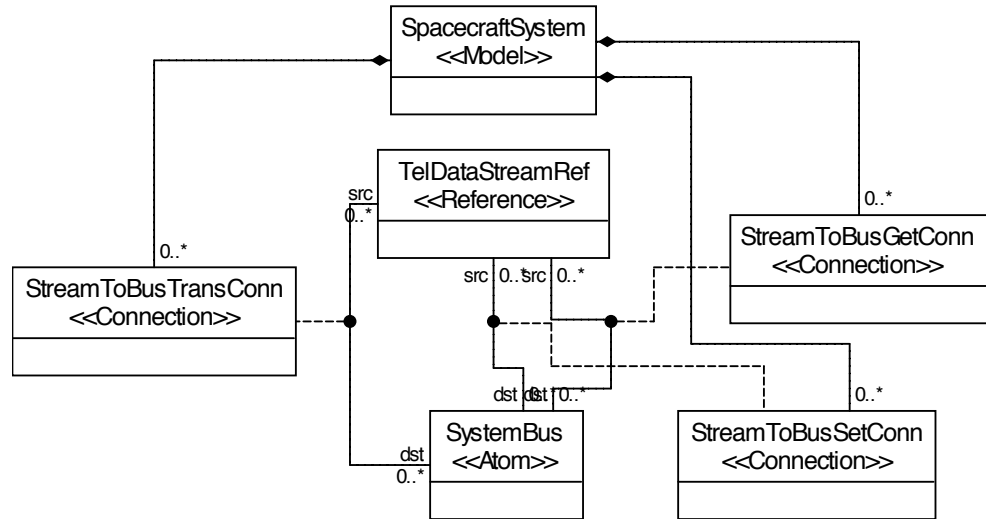 SpacecraftSystem
<<Model>>
TelDataStreamRef
<<Reference>>
src
0..*
0..*
StreamToBusGetConn
<<Connection>>
0..*
StreamToBusTransConn
<<Connection>>
src
0..*
src
0..*
dst
dst
0..*
0..*
SystemBus
<<Atom>>
dst
0..*
StreamToBusSetConn
<<Connection>>